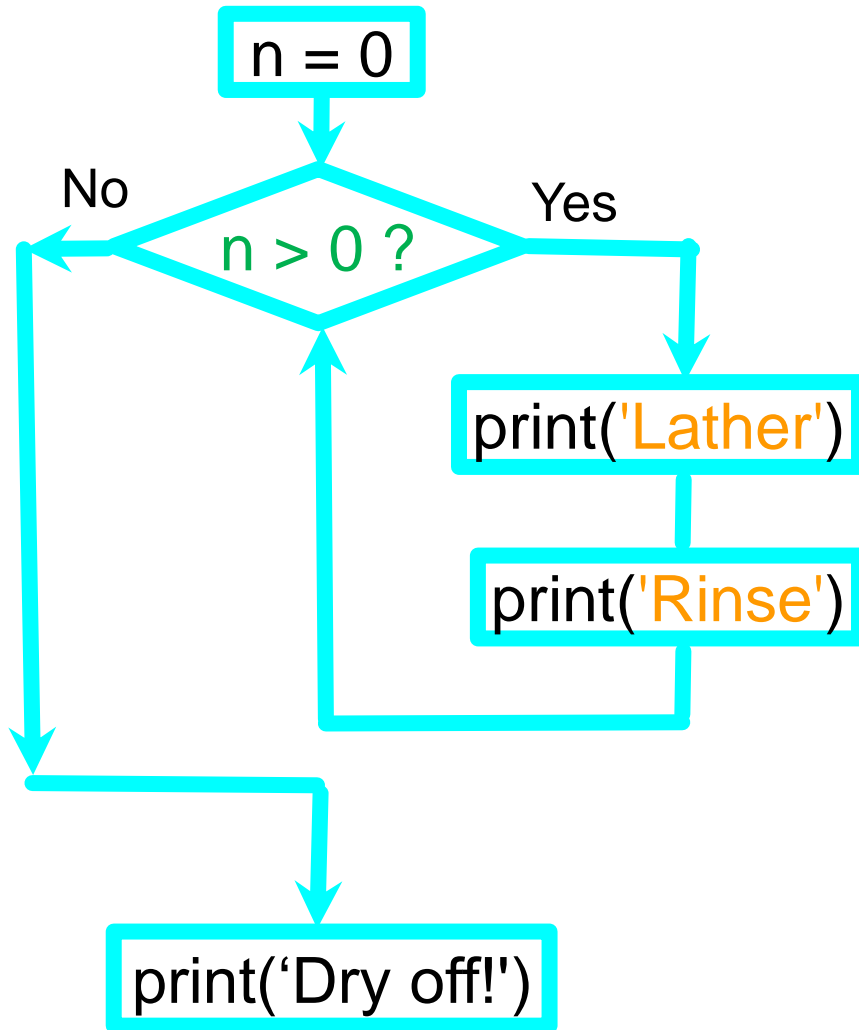 n = 0
No
Yes
n > 0 ?
print('Lather')
print('Rinse')
print(‘Dry off!')